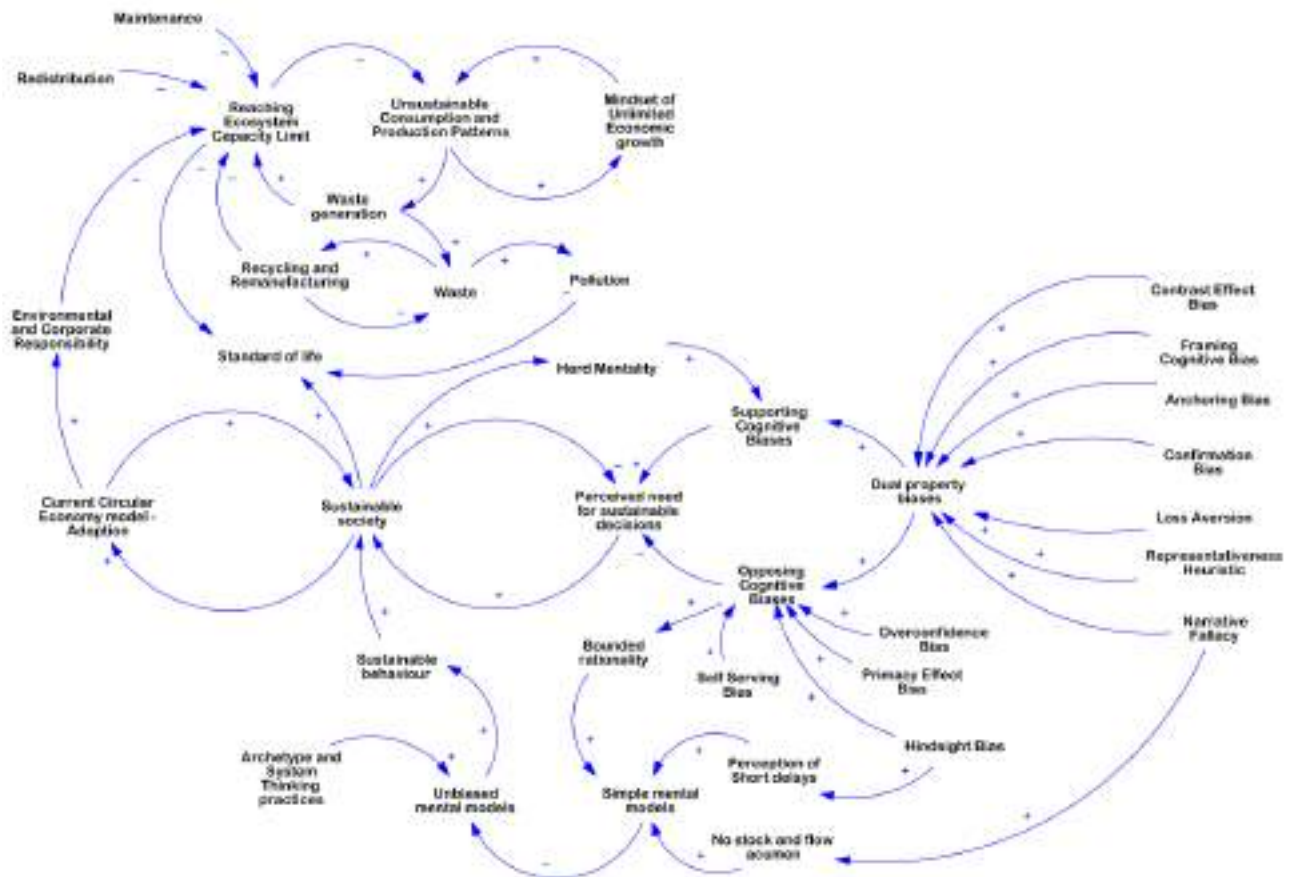 Maintenance
Redistribution
Reaching
Ecosystem
Capacity Limit
Unsustainable
Consumption and
Production Patterns
Mindset of
Unlimited
Economic
growth
Waste
generation
Recycling and
Remanefacturing
Waste
Pollution
Environmental
and Corporate
Responsibility
Standard of life
Herd Mentality
Contrast Effect
Bias
Framing
Cognitive Bias
Anchoring Bias
Confirmation
Bias
Supporting
Cognitive
Biases
Dual property
biases
Loss Aversion
Representativeness
Heuristic
Narrative
Fallacy
Current Circular
Economy model -
Adoption
Sustainable
society
Perceived need
for sustainable
decisions
Opposing
Cognitive
Biases
Overconfidence
Bias
Primacy Effect
Bias
Self Serving
Bias
Hindsight Bias
Bounded
rationality
Sustainable
behaviour
Archetype and
System
Thinking
practices
Unbiased
mental models
Simple mental
models
Perception of
Short delays
No stock and flow
acumen